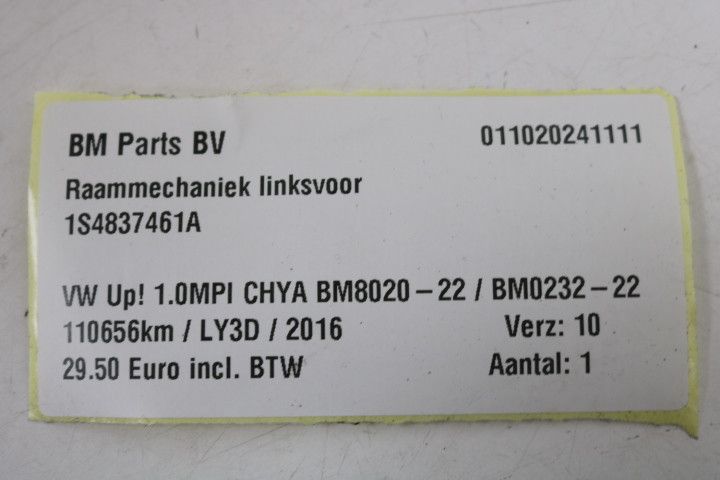 BM Parts BV 011020241111
Raammechaniek linksvoor
1S4837461A
VW Up! 1.0MPI CHYA BM8020-22 / BM0232-22
110656km / LY3D / 2016 Verz: 10
29.50 Euro incl. BTW Aantal: 1